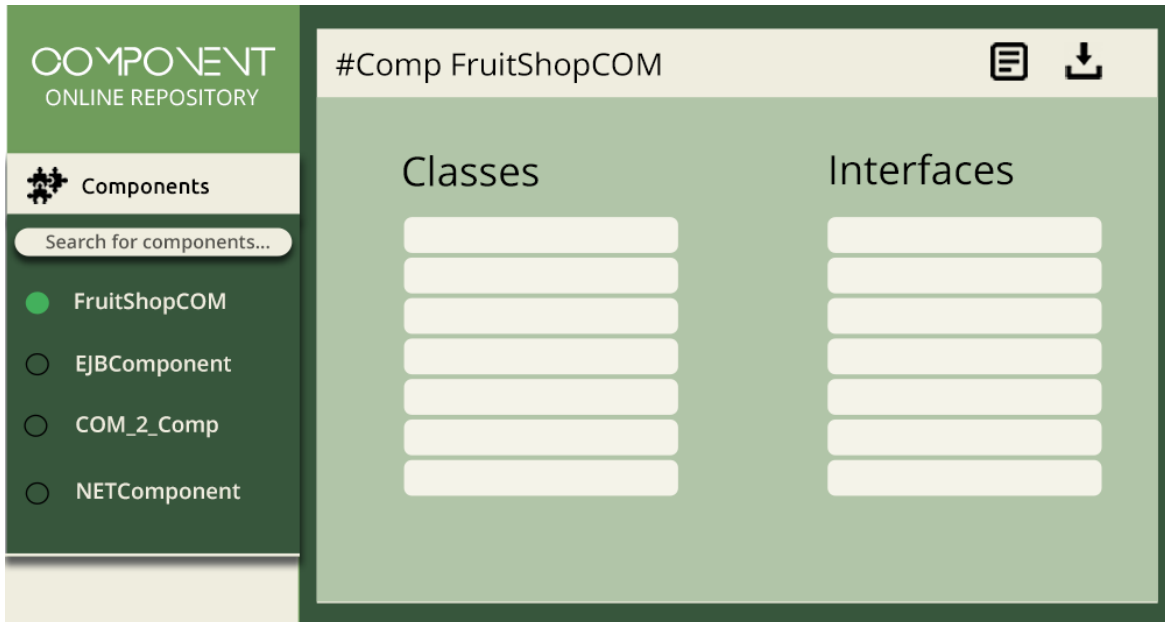 COMPONENT
ONLINE REPOSITORY
Components
Search for components...
FruitShopCOM
EJBComponent
COM_2_Comp
NETComponent
#Comp FruitShopCOM
Classes
Interfaces